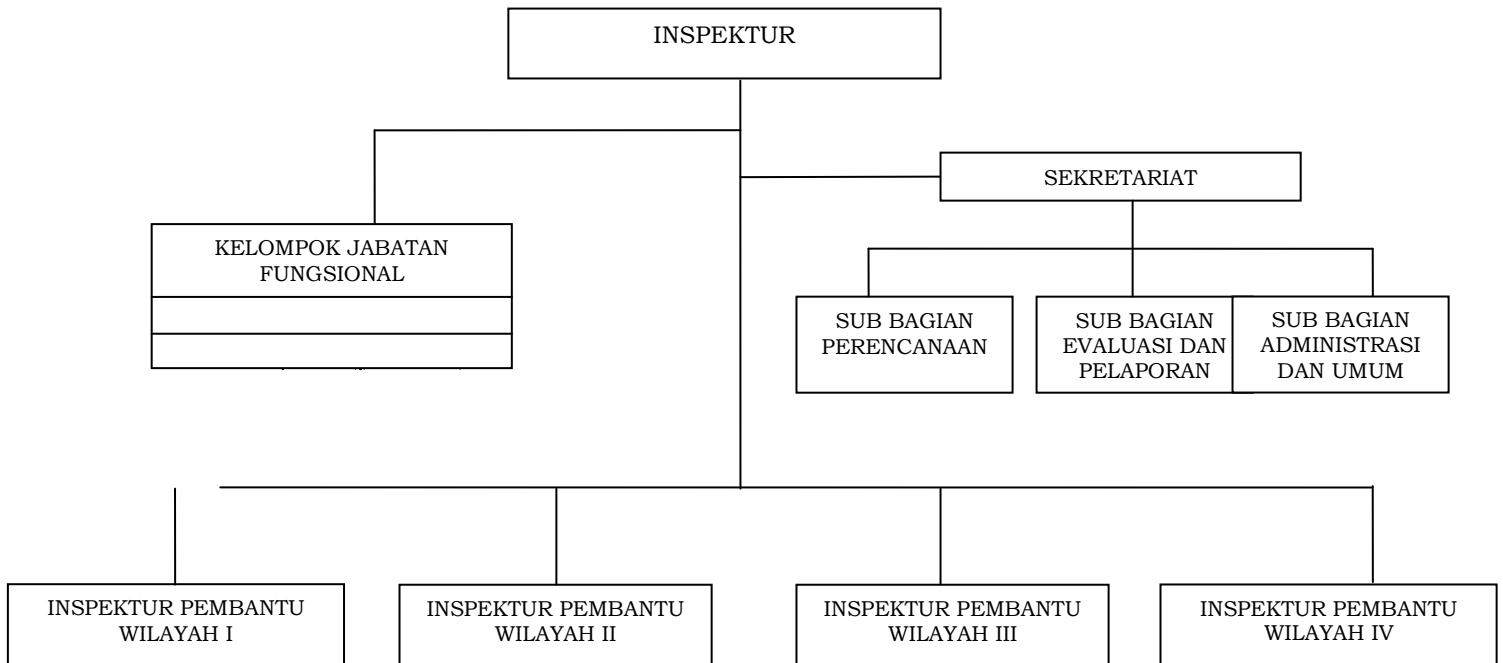 INSPEKTUR
SEKRETARIAT
KELOMPOK JABATAN
FUNGSIONAL
SUB BAGIAN
PERENCANAAN
SUB BAGIAN
EVALUASI DAN
PELAPORAN
SUB BAGIAN
ADMINISTRASI
DAN UMUM
INSPEKTUR PEMBANTU
WILAYAH I
INSPEKTUR PEMBANTU
WILAYAH II
INSPEKTUR PEMBANTU
WILAYAH III
INSPEKTUR PEMBANTU
WILAYAH IV